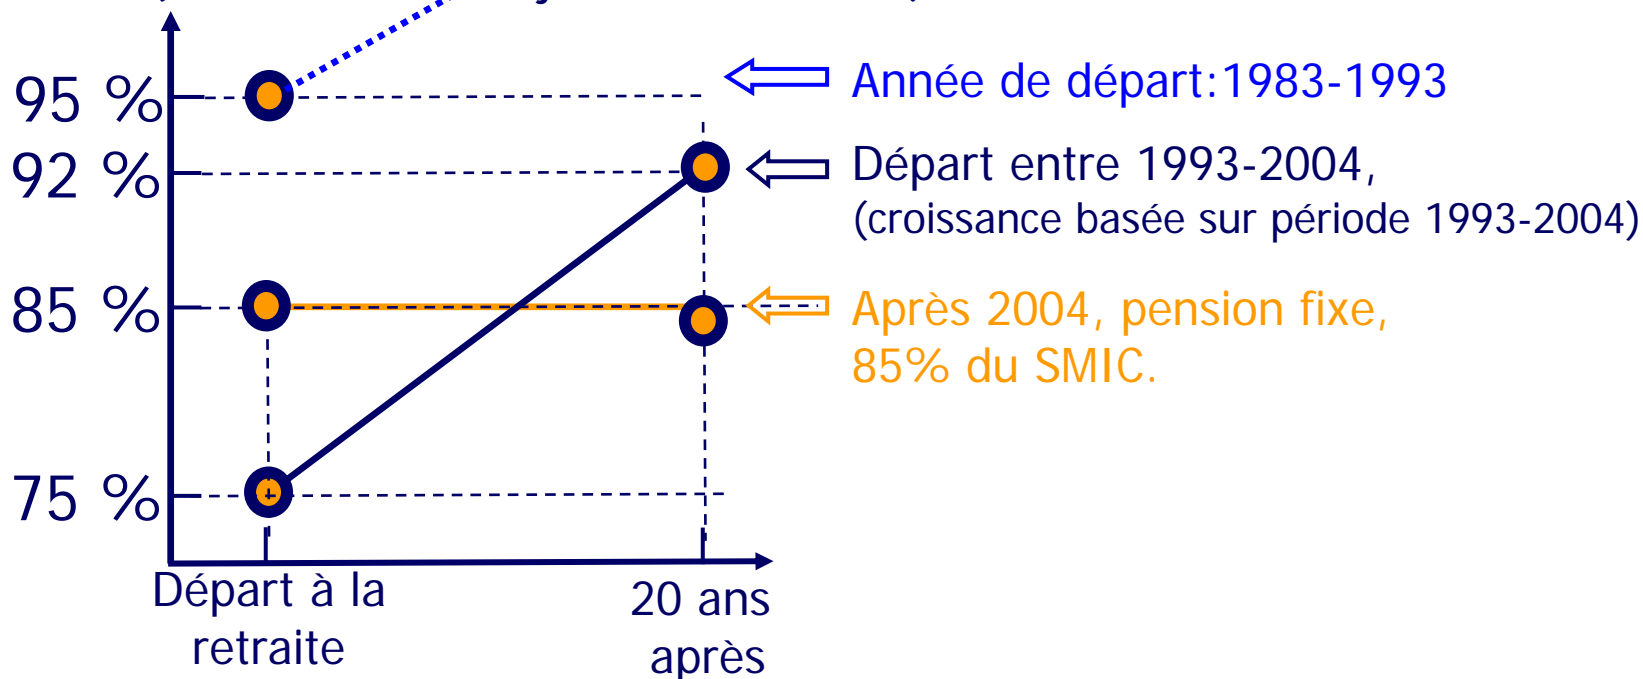 95 %
Année de départ:1983-1993
92 %
Départ entre 1993-2004,
(croissance basée sur période 1993-2004)
85 %
Après 2004, pension fixe,
85% du SMIC.
75 %
Départ à la
retraite
20 ans
après